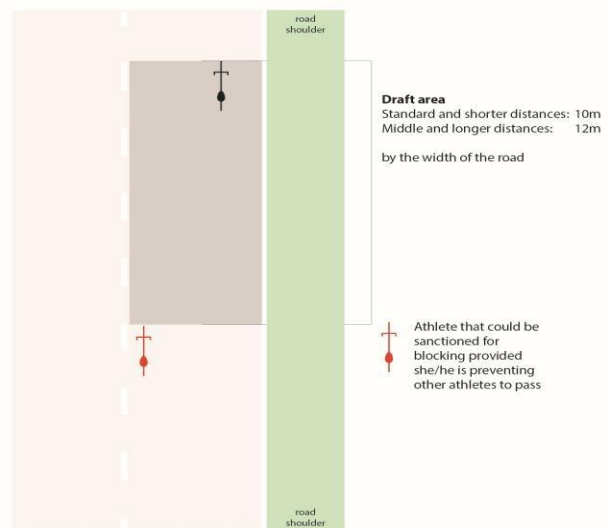 road
shoulder
Draft area
Standard and shorter distances: 10m
Middle and longer distances: 12m
by the width of the road
Athlete that could be
sanctioned for
blocking provided
she/he is preventing
other athletes to pass
road
shoulder